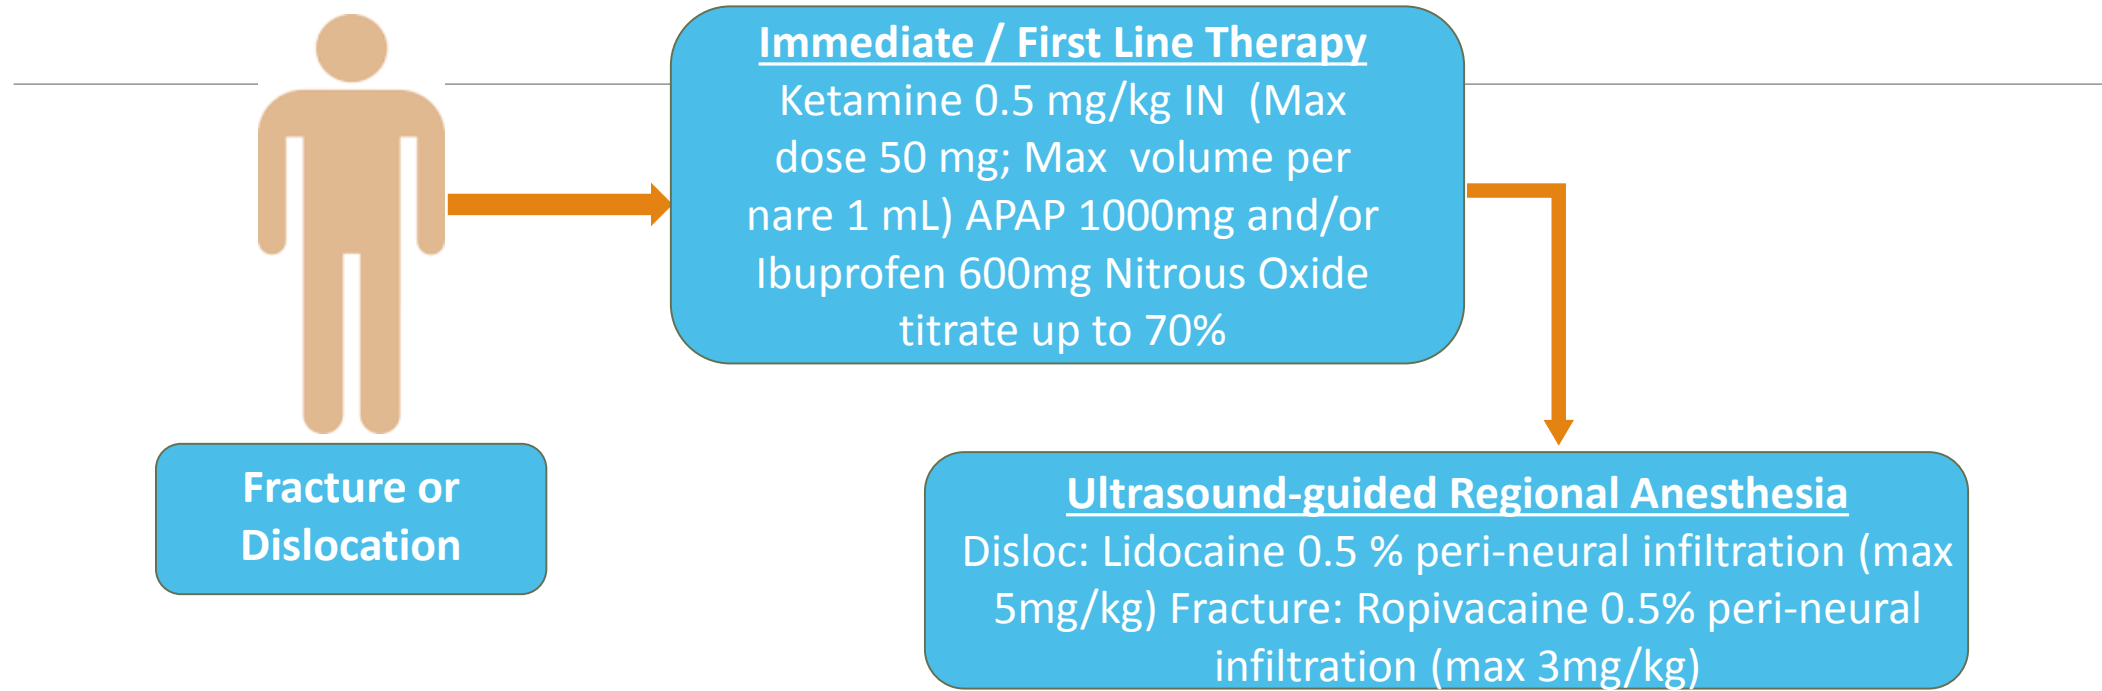 Immediate / First Line Therapy
Ketamine 0.5 mg/kg IN (Max
dose 50 mg; Max volume per
nare 1 mL) APAP 1000mg and/or
Ibuprofen 600mg Nitrous Oxide
titrate up to 70%
Fracture or
Dislocation
Ultrasound-guided Regional Anesthesia
Disloc: Lidocaine 0.5 % peri-neural infiltration (max
5mg/kg) Fracture: Ropivacaine 0.5% peri-neural
infiltration (max 3mg/kg)